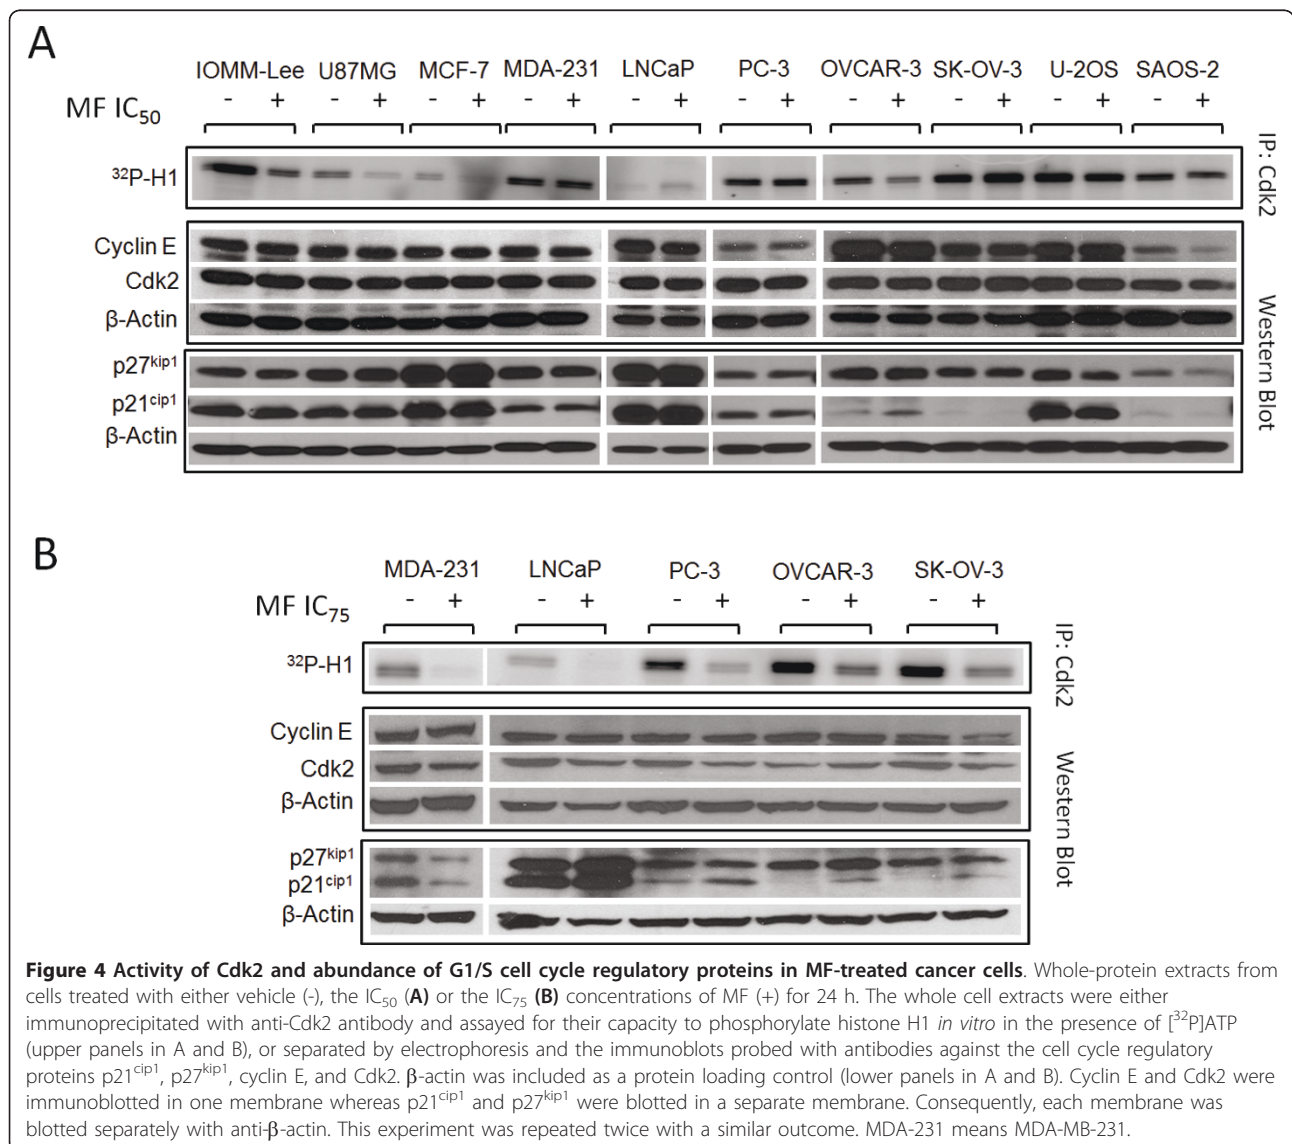 A
IOMM-Lee U87MG MCF-7 MDA-231 LNCaP PC-3 OVCAR-3 SK-OV-3 U-2OS SAOS-2
MF IC50 - + - + - + - + - + - + - + - + - + - +
32P-H1
IP: Cdk2
Cyclin E
Cdk2
β-Actin
p27kip1
p21cip1
β-Actin
Western Blot
B
MDA-231 LNCaP PC-3 OVCAR-3 SK-OV-3
MF IC75 - + - + - + - + - +
32P-H1
IP: Cdk2
Cyclin E
Cdk2
β-Actin
p27kip1
p21cip1
β-Actin
Western Blot
Figure 4 Activity of Cdk2 and abundance of G1/S cell cycle regulatory proteins in MF-treated cancer cells. Whole-protein extracts from
cells treated with either vehicle (-), the IC50 (A) or the IC75 (B) concentrations of MF (+) for 24 h. The whole cell extracts were either
immunoprecipitated with anti-Cdk2 antibody and assayed for their capacity to phosphorylate histone H1 in vitro in the presence of [32P]ATP
(upper panels in A and B), or separated by electrophoresis and the immunoblots probed with antibodies against the cell cycle regulatory
proteins p21cip1, p27kip1, cyclin E, and Cdk2. β-actin was included as a protein loading control (lower panels in A and B). Cyclin E and Cdk2 were
immunoblotted in one membrane whereas p21cip1 and p27kip1 were blotted in a separate membrane. Consequently, each membrane was
blotted separately with anti-β-actin. This experiment was repeated twice with a similar outcome. MDA-231 means MDA-MB-231.